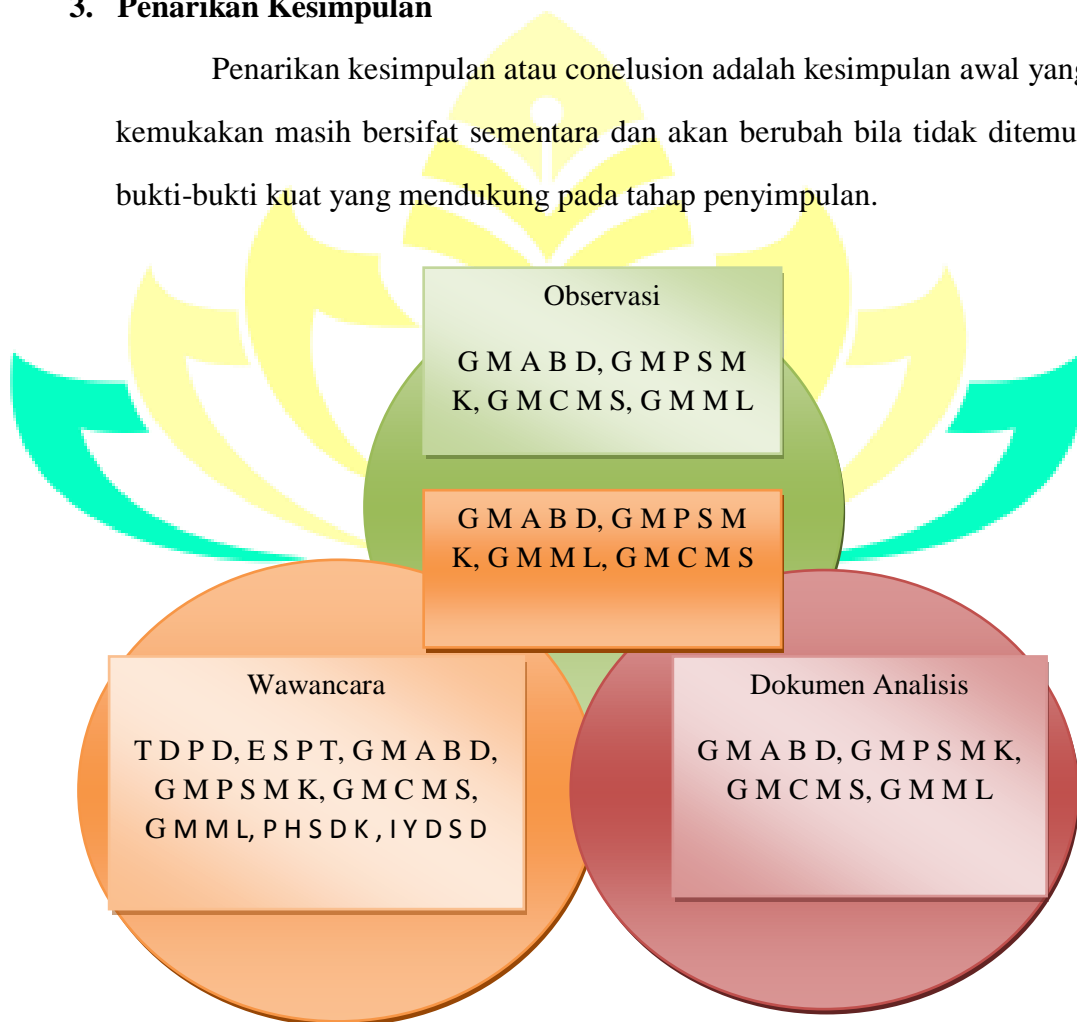 3. Penarikan Kesimpulan
Penarikan kesimpulan atau conelusion adalah kesimpulan awal yang
kemukakan masih bersifat sementara dan akan berubah bila tidak ditemu
bukti-bukti kuat yang mendukung pada tahap penyimpulan.
Observasi
G M A B D, G M P S M
K, G M C M S, G M M L
G M A B D, G M P S M
K, G M M L, G M C M S
Wawancara
T D P D, E S P T, G M A B D,
G M P S M K, G M C M S,
G M M L, P H S D K , I Y D S D
Dokumen Analisis
G M A B D, G M P S M K,
G M C M S, G M M L